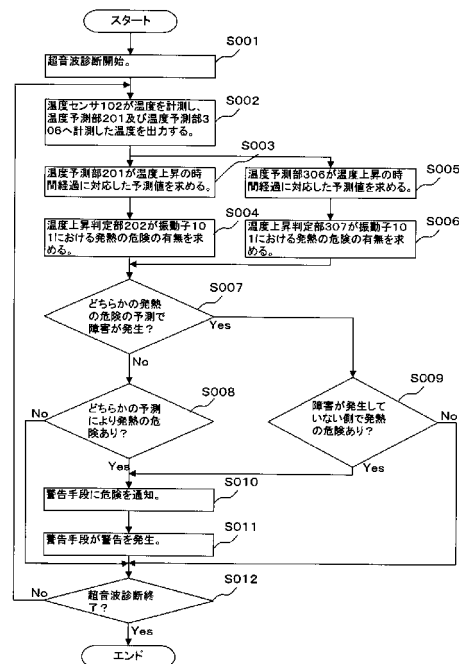 スタート
S001
超音波診断開始。
S002
温度センサ102が温度を計測し、
温度予測部201及び温度予測部3
06へ計測した温度を出力する。
S003
温度予測部201が温度上昇の時
間経過に対応した予測値を求める。
S005
温度予測部306が温度上昇の時
間経過に対応した予測値を求める。
S004
温度上昇判定部202が振動子10
1における発熱の危険の有無を求
める。
S006
温度上昇判定部307が振動子10
1における発熱の危険の有無を求
める。
S007
どちらかの発熱
の危険の予測で
障害が発生?
Yes
No
S008
どちらかの予測
により発熱の危
険あり?
No
Yes
S009
障害が発生して
いない側で発熱
の危険あり?
No
Yes
S010
警告手段に危険を通知。
S011
警告手段が警告を発生。
S012
超音波診断終
了?
No
Yes
エンド